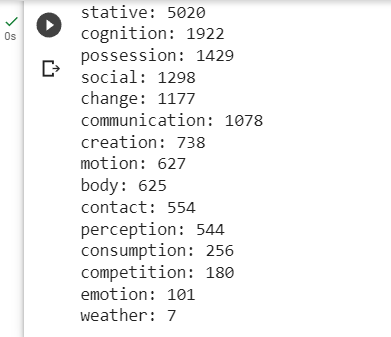 0s
stative: 5020
cognition: 1922
possession: 1429
social: 1298
change: 1177
communication: 1078
creation: 738
motion: 627
body: 625
contact: 554
perception: 544
consumption: 256
competition: 180
emotion: 101
weather: 7